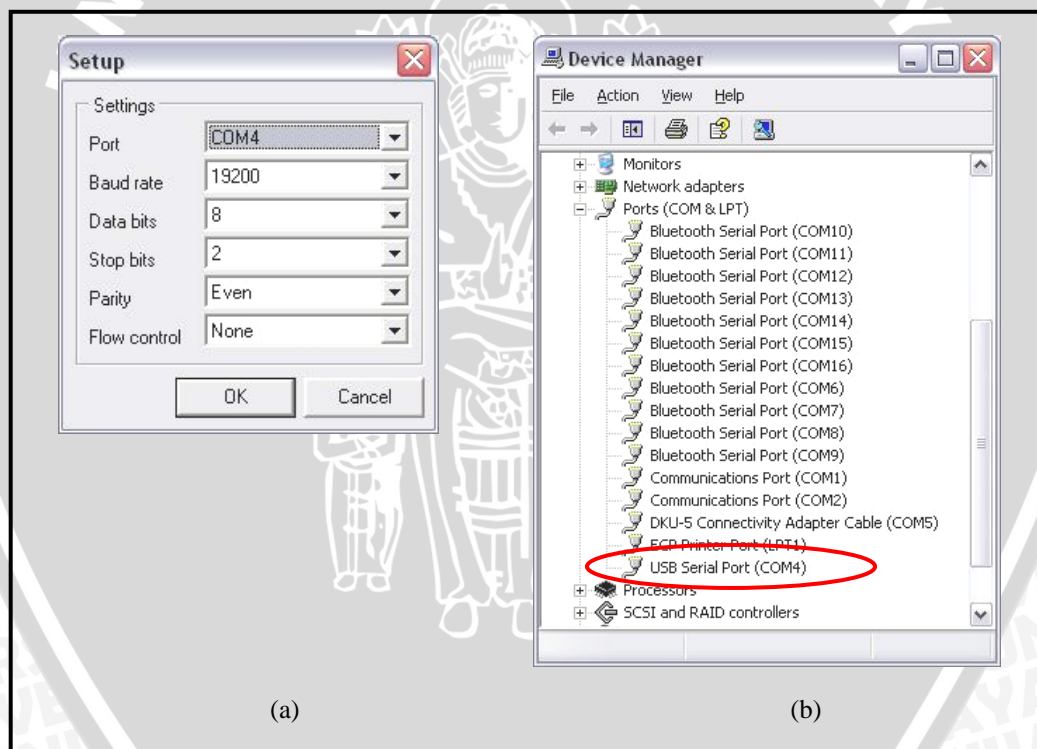 Setup
Settings
Port COM4
Baud rate 19200
Data bits 8
Stop bits 2
Parity Even
Flow control None
OK Cancel
Device Manager
File Action View Help
Monitors
Network adapters
Ports (COM & LPT)
Bluetooth Serial Port (COM10)
Bluetooth Serial Port (COM11)
Bluetooth Serial Port (COM12)
Bluetooth Serial Port (COM13)
Bluetooth Serial Port (COM14)
Bluetooth Serial Port (COM15)
Bluetooth Serial Port (COM16)
Bluetooth Serial Port (COM6)
Bluetooth Serial Port (COM7)
Bluetooth Serial Port (COM8)
Bluetooth Serial Port (COM9)
Communications Port (COM1)
Communications Port (COM2)
DKU-5 Connectivity Adapter Cable (COM5)
ECP Printer Port (LPT1)
USB Serial Port (COM4)
Processors
SCSI and RAID controllers
(a) (b)